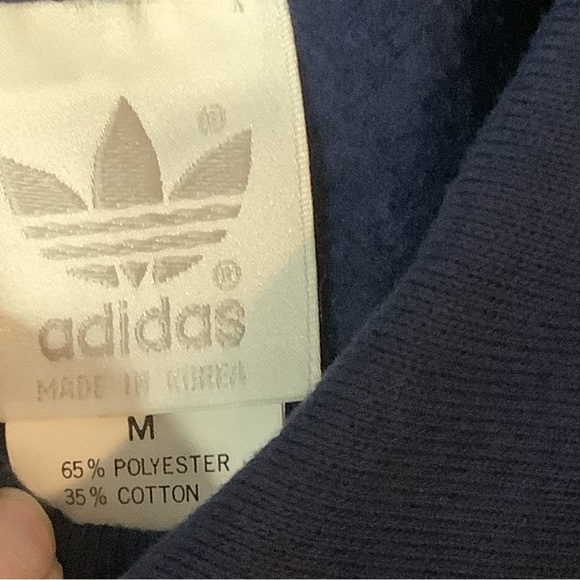 ®
®
adidas
MADE IN KOREA
M
65% POLYESTER
35% COTTON